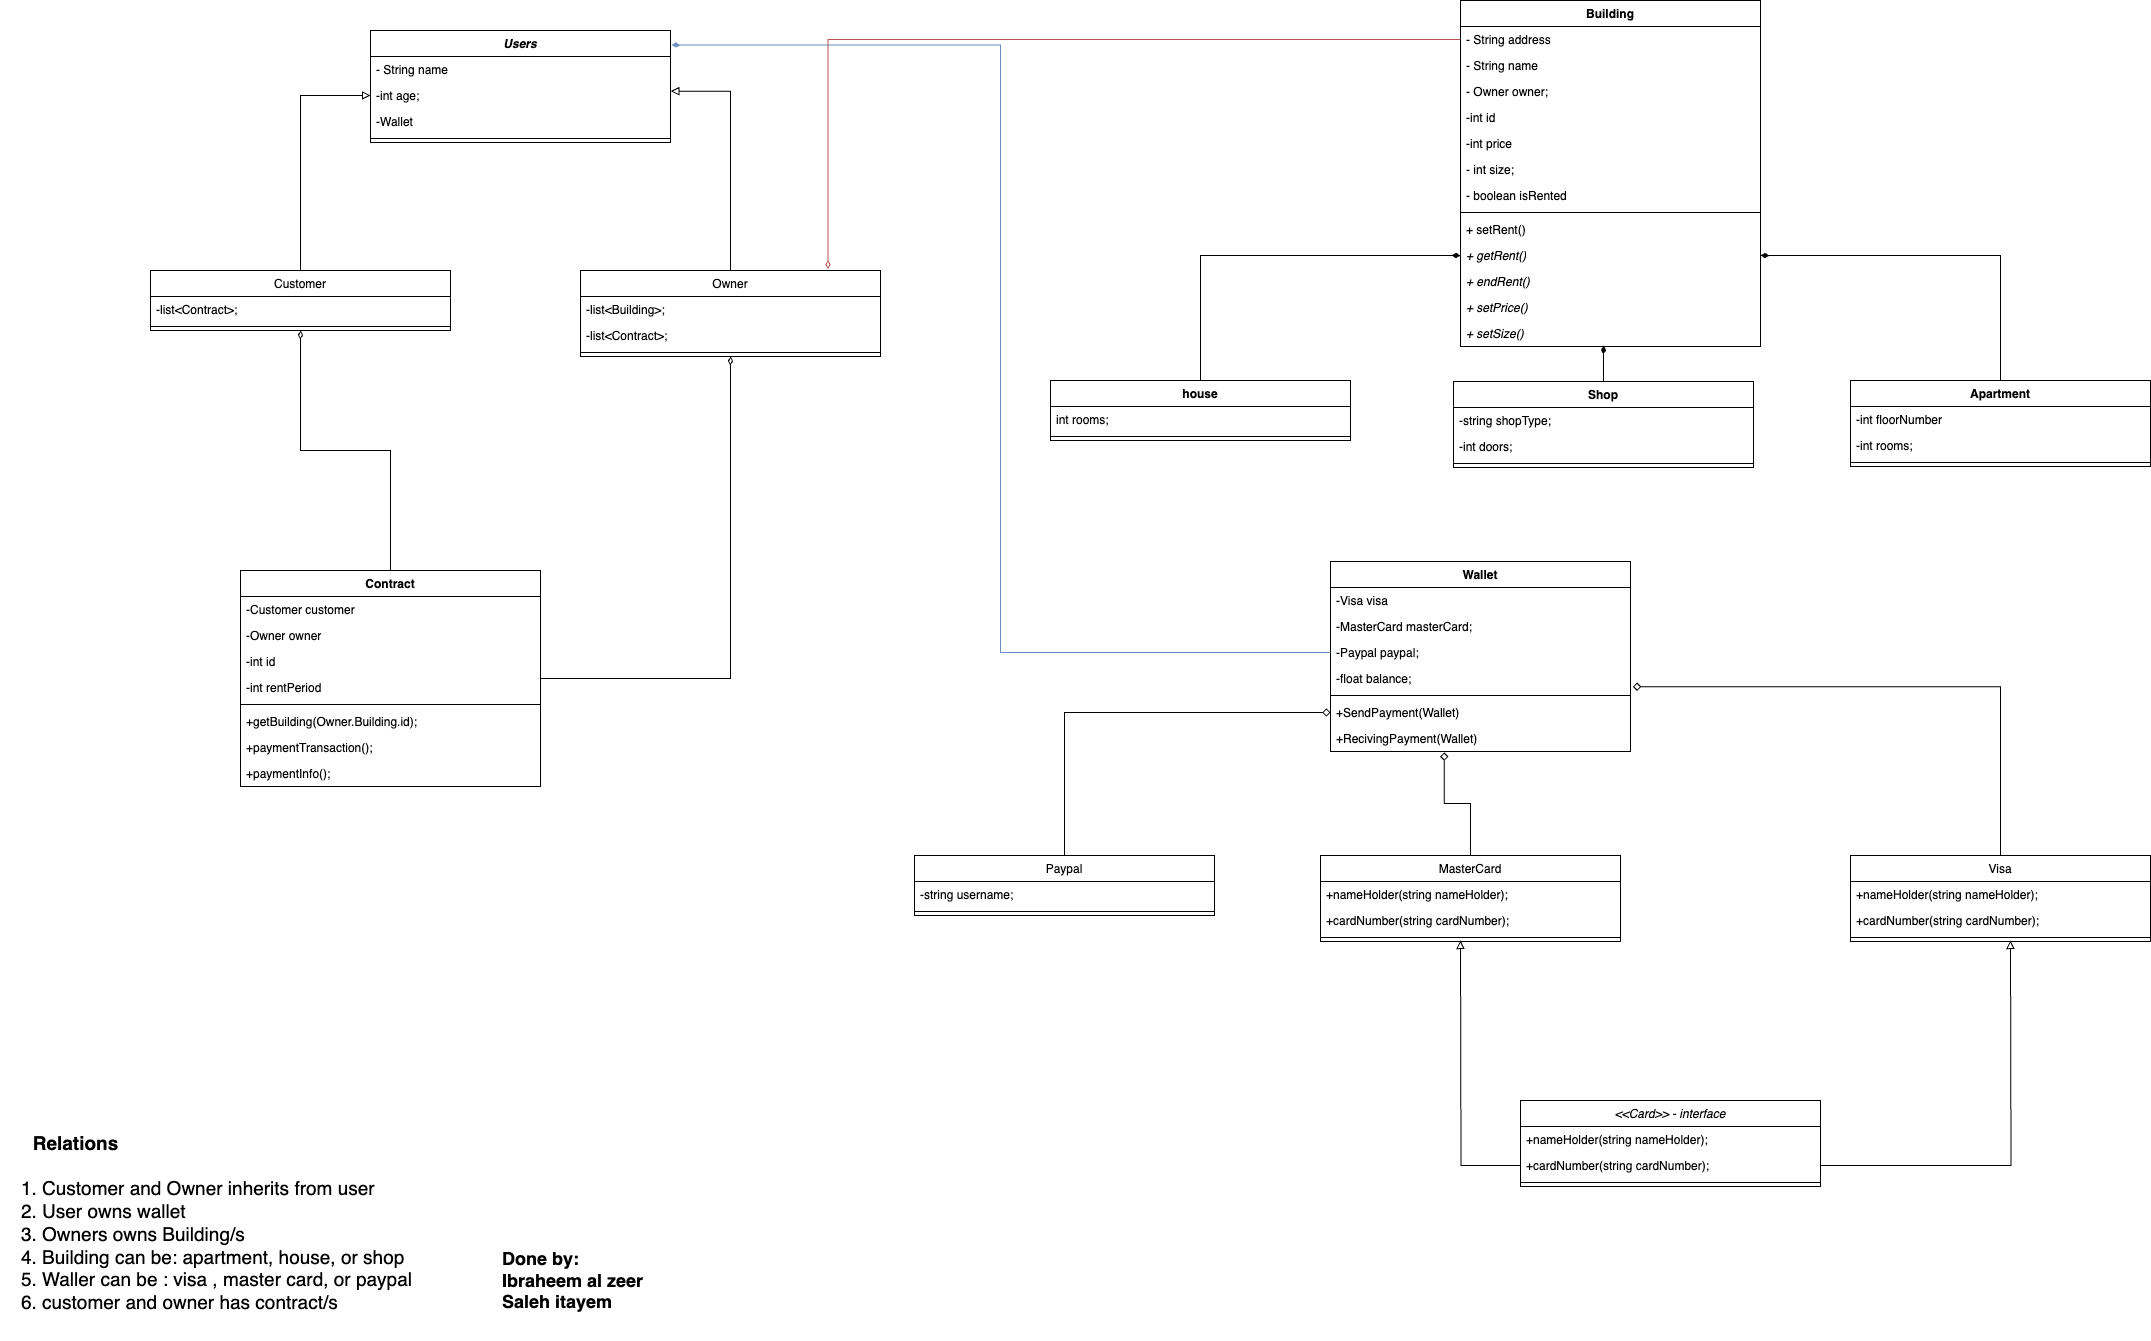 Users
- String name
-int age;
-Wallet
Building
- String address
- String name
- Owner owner;
-int id
-int price
- int size;
- boolean isRented
+ setRent()
+ getRent()
+ endRent()
+ setPrice()
+ setSize()
Customer
-list<Contract>;
Owner
-list<Building>;
-list<Contract>;
house
int rooms;
Shop
-string shopType;
-int doors;
Apartment
-int floorNumber
-int rooms;
Contract
-Customer customer
-Owner owner
-int id
-int rentPeriod
+getBuilding(Owner.Building.id);
+paymentTransaction();
+paymentInfo();
Wallet
-Visa visa
-MasterCard masterCard;
-Paypal paypal;
-float balance;
+SendPayment(Wallet)
+RecivingPayment(Wallet)
Paypal
-string username;
MasterCard
+nameHolder(string nameHolder);
+cardNumber(string cardNumber);
Visa
+nameHolder(string nameHolder);
+cardNumber(string cardNumber);
<<Card>> - interface
+nameHolder(string nameHolder);
+cardNumber(string cardNumber);
Relations
1. Customer and Owner inherits from user
2. User owns wallet
3. Owners owns Building/s
4. Building can be: apartment, house, or shop
5. Waller can be : visa , master card, or paypal
6. customer and owner has contract/s
Done by:
Ibraheem al zeer
Saleh itayem